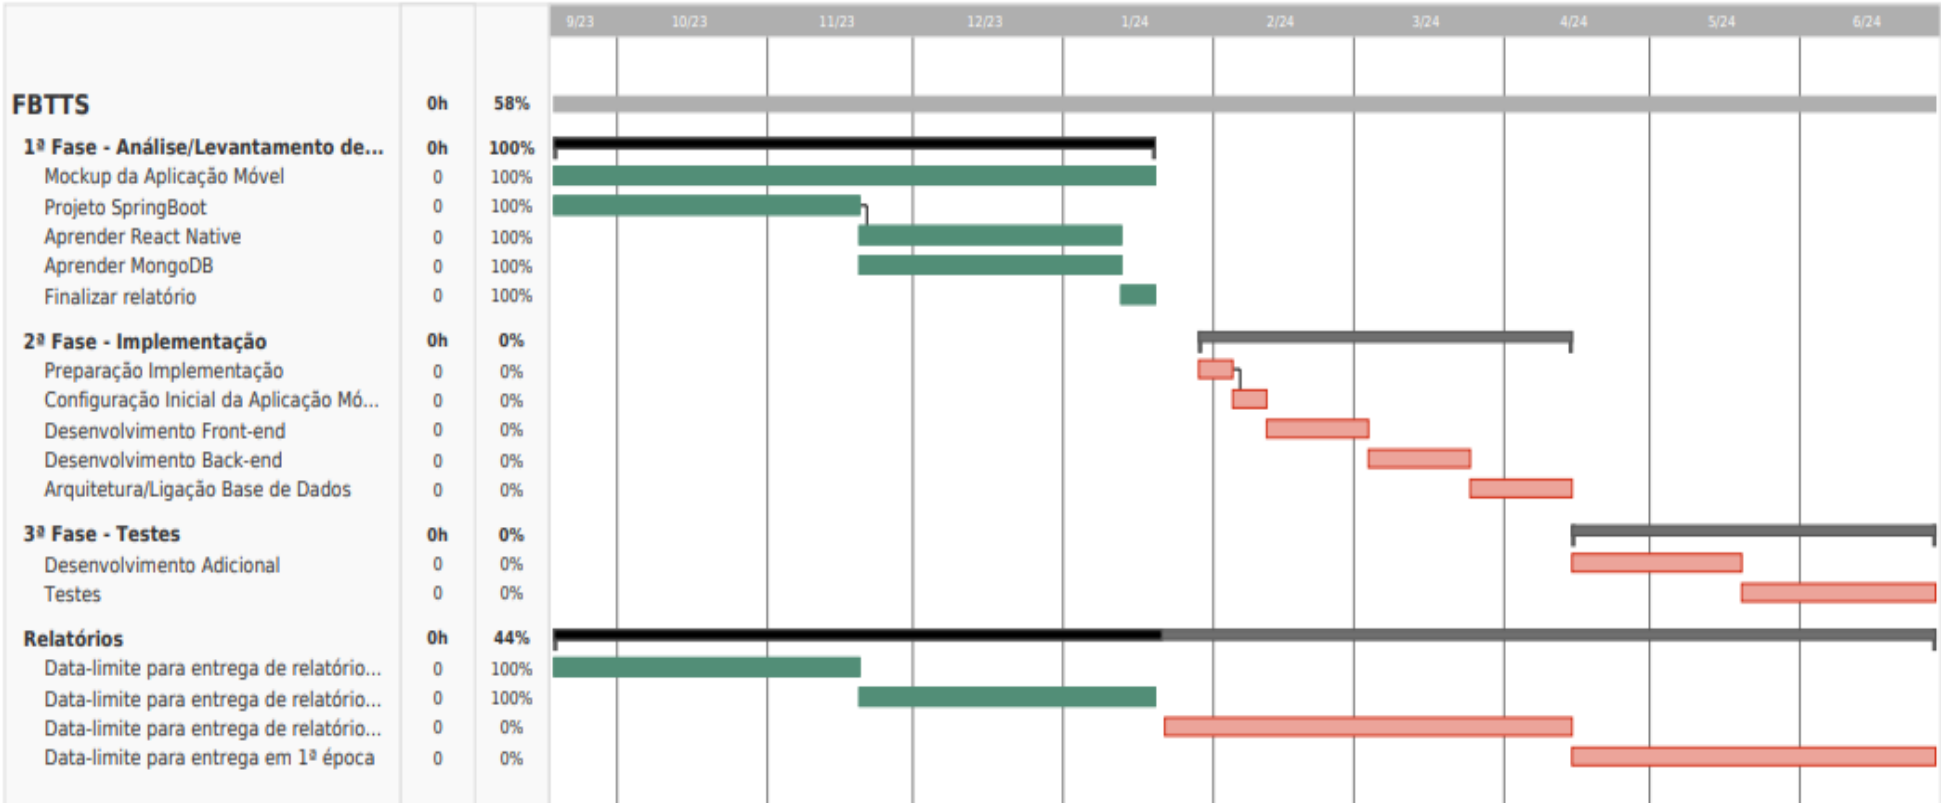 9/23 10/23 11/23 12/23 1/24 2/24 3/24 4/24 5/24 6/24
FBTTS 0h 58%
1ª Fase - Análise/Levantamento de... 0h 100%
Mockup da Aplicação Móvel 0 100%
Projeto SpringBoot 0 100%
Aprender React Native 0 100%
Aprender MongoDB 0 100%
Finalizar relatório 0 100%
2ª Fase - Implementação 0h 0%
Preparação Implementação 0 0%
Configuração Inicial da Aplicação Mó... 0 0%
Desenvolvimento Front-end 0 0%
Desenvolvimento Back-end 0 0%
Arquitetura/Ligação Base de Dados 0 0%
3ª Fase - Testes 0h 0%
Desenvolvimento Adicional 0 0%
Testes 0 0%
Relatórios 0h 44%
Data-limite para entrega de relatório... 0 100%
Data-limite para entrega de relatório... 0 100%
Data-limite para entrega de relatório... 0 0%
Data-limite para entrega em 1ª época 0 0%